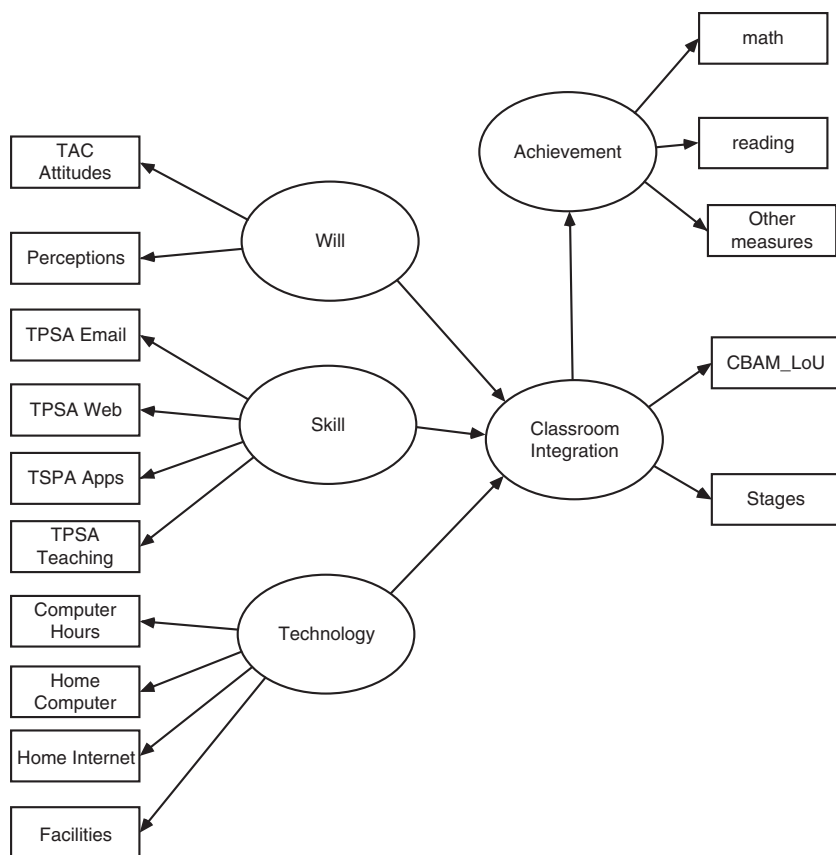 math
Achievement
reading
Other
measures
TAC
Attitudes
Will
Perceptions
TPSA Email
TPSA Web
Skill
TSPA Apps
TPSA
Teaching
Classroom
Integration
CBAM_LoU
Stages
Computer
Hours
Technology
Home
Computer
Home Internet
Facilities